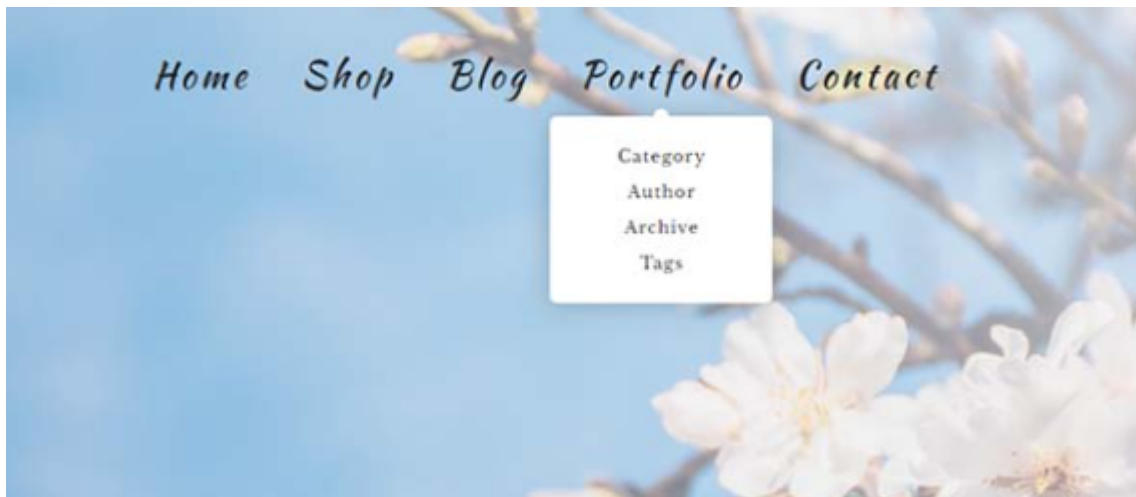 Home Shop Blog Portfolio Contact
Category
Author
Archive
Tags